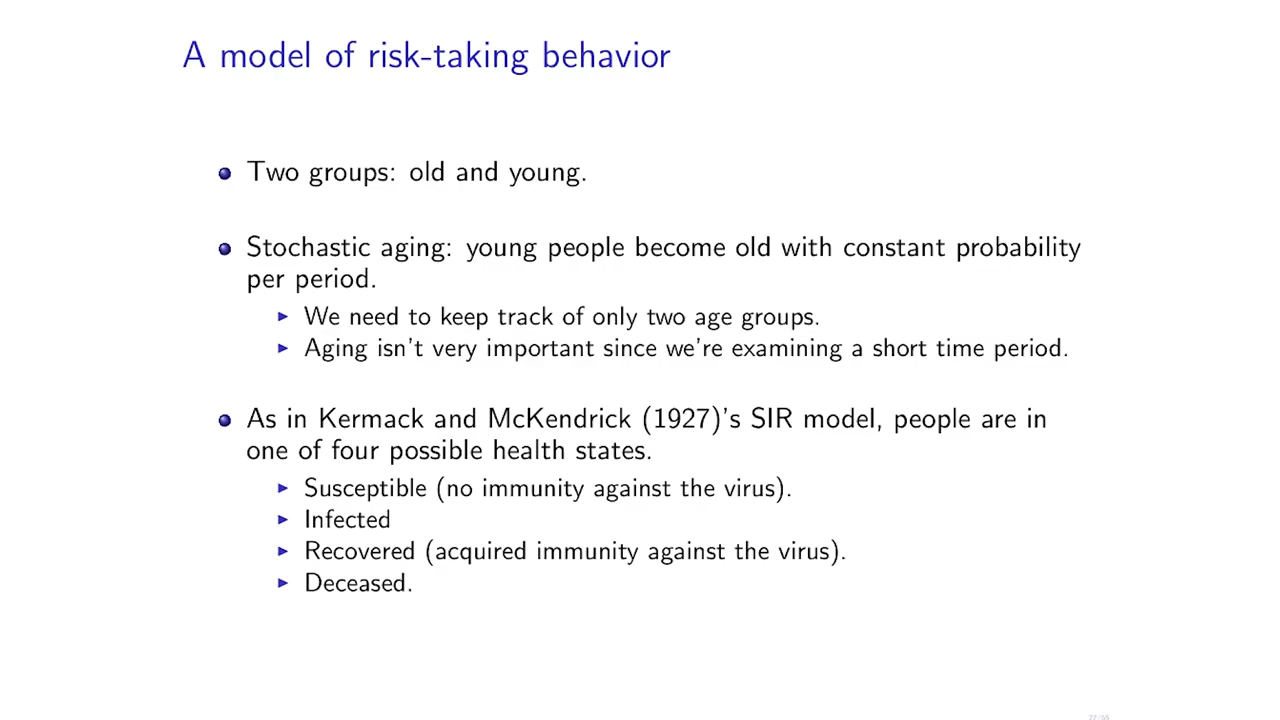 A model of risk-taking behavior
Two groups: old and young.
Stochastic aging: young people become old with constant probability
per period.
We need to keep track of only two age groups.
Aging isn't very important since we're examining a short time period.
As in Kermack and McKendrick (1927)'s SIR model, people are in
one of four possible health states.
Susceptible (no immunity against the virus).
Infected
Recovered (acquired immunity against the virus).
Deceased.